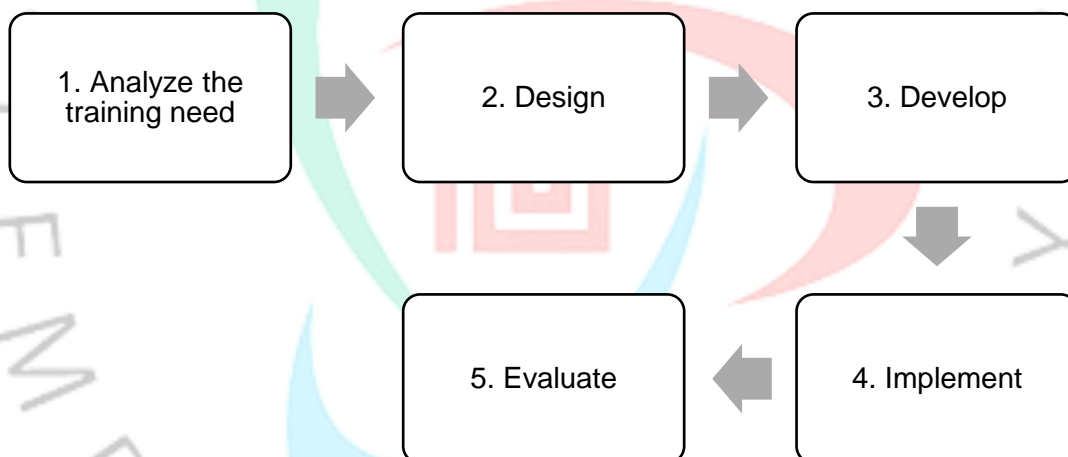 1. Analyze the
training need
2. Design
3. Develop
4. Implement
5. Evaluate